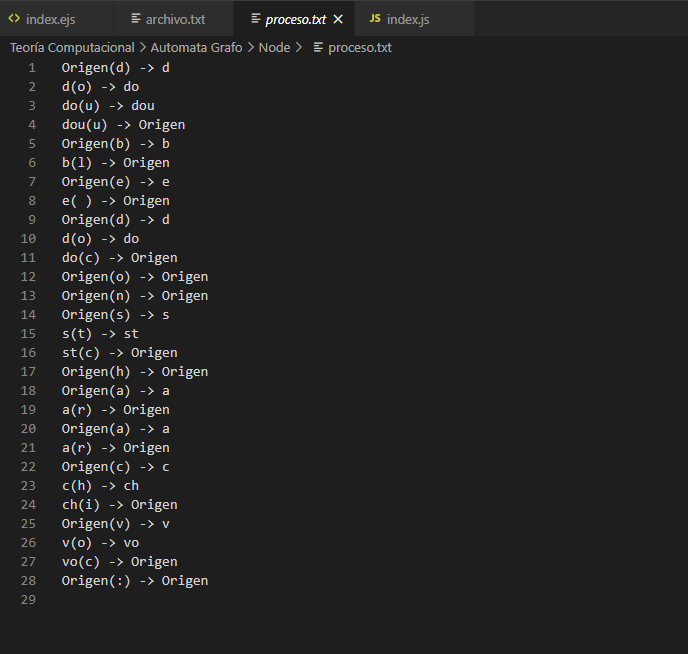 index.ejs archivo.txt proceso.txt JS index.js
Teoría Computacional > Automata Grafo > Node > proceso.txt
1 Origen(d) -> d
2 d(o) -> do
3 do(u) -> dou
4 dou(u) -> Origen
5 Origen(b) -> b
6 b(l) -> Origen
7 Origen(e) -> e
8 e( ) -> Origen
9 Origen(d) -> d
10 d(o) -> do
11 do(c) -> Origen
12 Origen(o) -> Origen
13 Origen(n) -> Origen
14 Origen(s) -> s
15 s(t) -> st
16 st(c) -> Origen
17 Origen(h) -> Origen
18 Origen(a) -> a
19 a(r) -> Origen
20 Origen(a) -> a
21 a(r) -> Origen
22 Origen(c) -> c
23 c(h) -> ch
24 ch(i) -> Origen
25 Origen(v) -> v
26 v(o) -> vo
27 vo(c) -> Origen
28 Origen(:) -> Origen
29